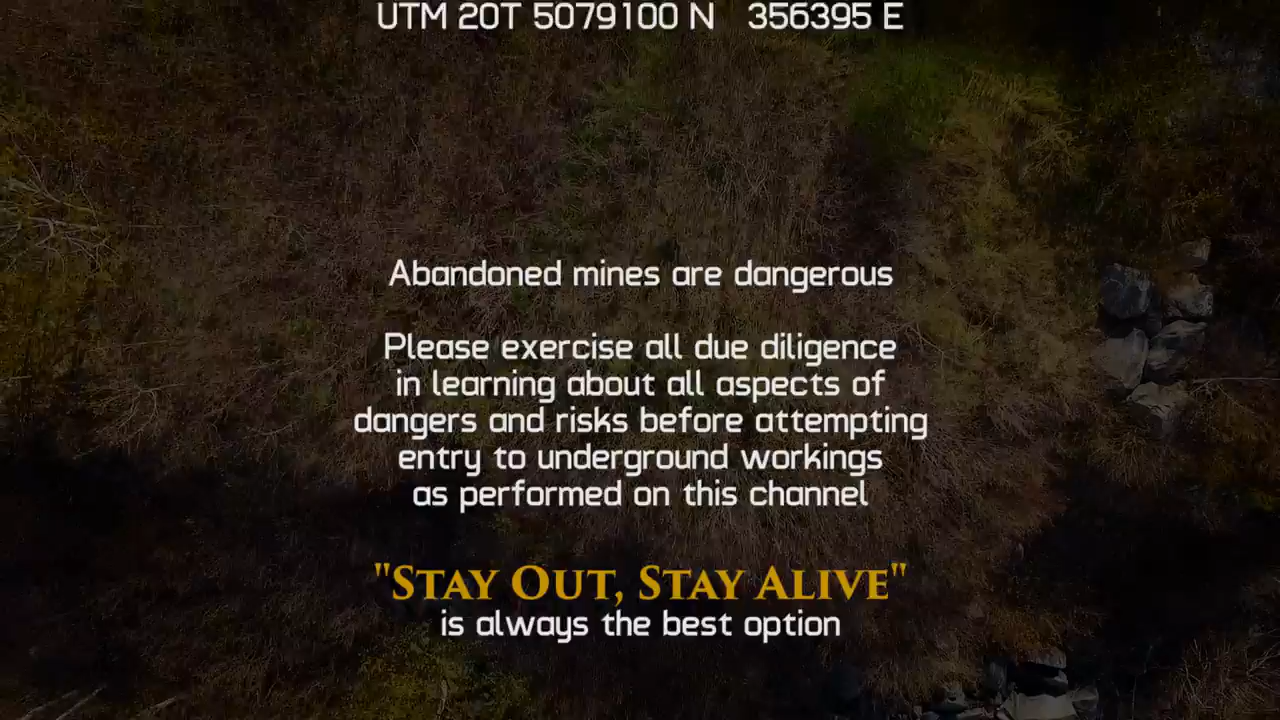 UTM 20T 5079100 N 356395 E
Abandoned mines are dangerous
Please exercise all due diligence
in learning about all aspects of
dangers and risks before attempting
entry to underground workings
as performed on this channel
"STAY OUT, STAY ALIVE"
is always the best option